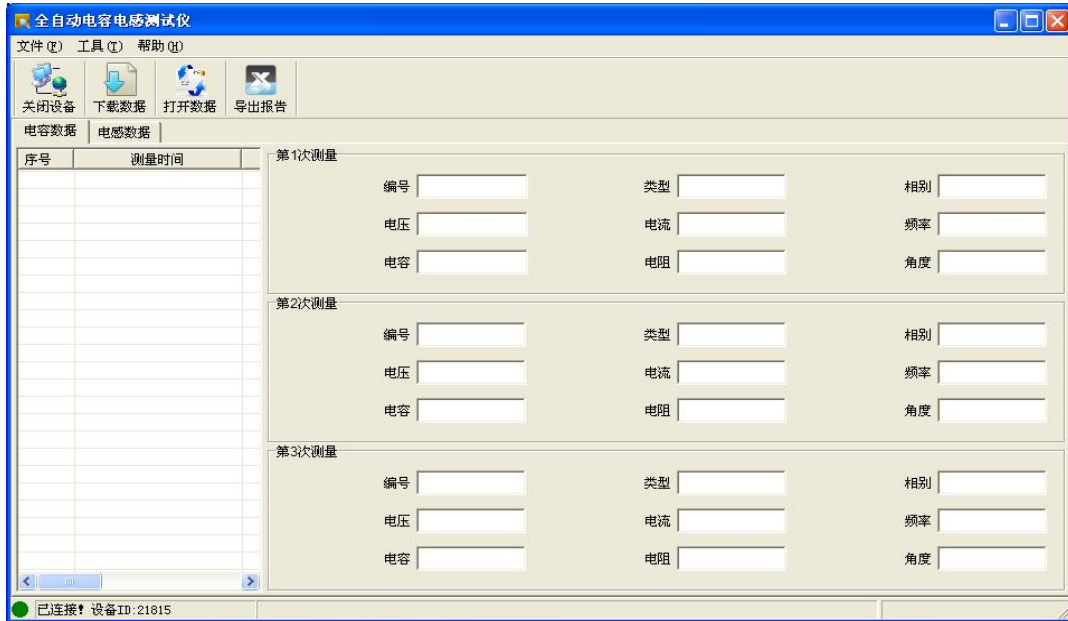 全自动电容电感测试仪
文件(F) 工具(T) 帮助(H)
关闭设备 下载数据 打开数据 导出报告
电容数据 电感数据
序号 测量时间
第1次测量
编号 类型 相别
电压 电流 频率
电容 电阻 角度
第2次测量
编号 类型 相别
电压 电流 频率
电容 电阻 角度
第3次测量
编号 类型 相别
电压 电流 频率
电容 电阻 角度
已连接! 设备ID:21815